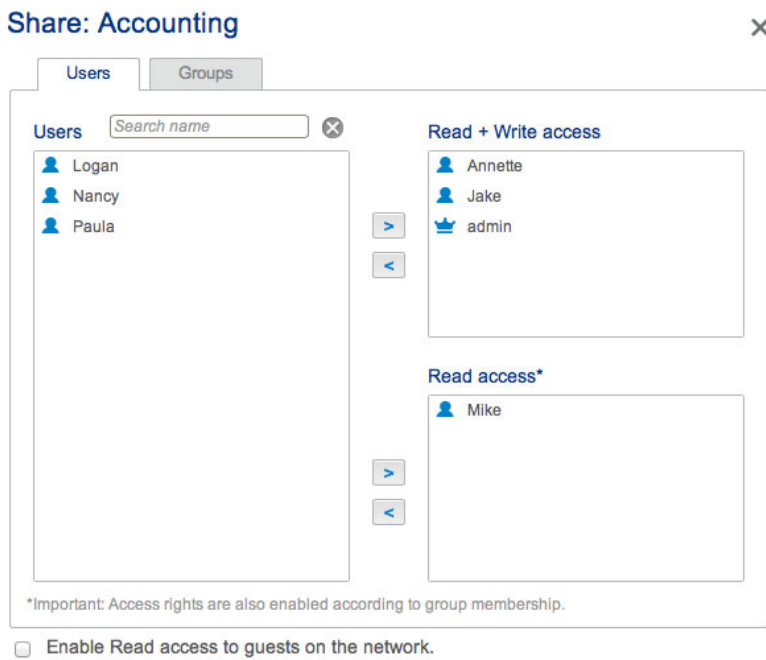 Share: Accounting
Users
Groups
Users
Search name
Logan
Nancy
Paula
>
<
Read + Write access
Annette
Jake
admin
Read access*
Mike
>
<
*Important: Access rights are also enabled according to group membership.
Enable Read access to guests on the network.